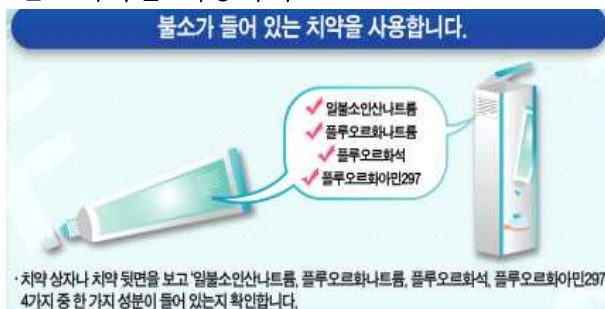 불소가 들어 있는 치약을 사용합니다.
✓ 일불소인산나트륨
✓ 플루오르화나트륨
✓ 플루오르화석
✓ 플루오르화아민297
· 치약 상자나 치약 뒷면을 보고 '일불소인산나트륨, 플루오르화나트륨, 플루오르화석, 플루오르화아민297
4가지 중 한 가지 성분이 들어 있는지 확인합니다.